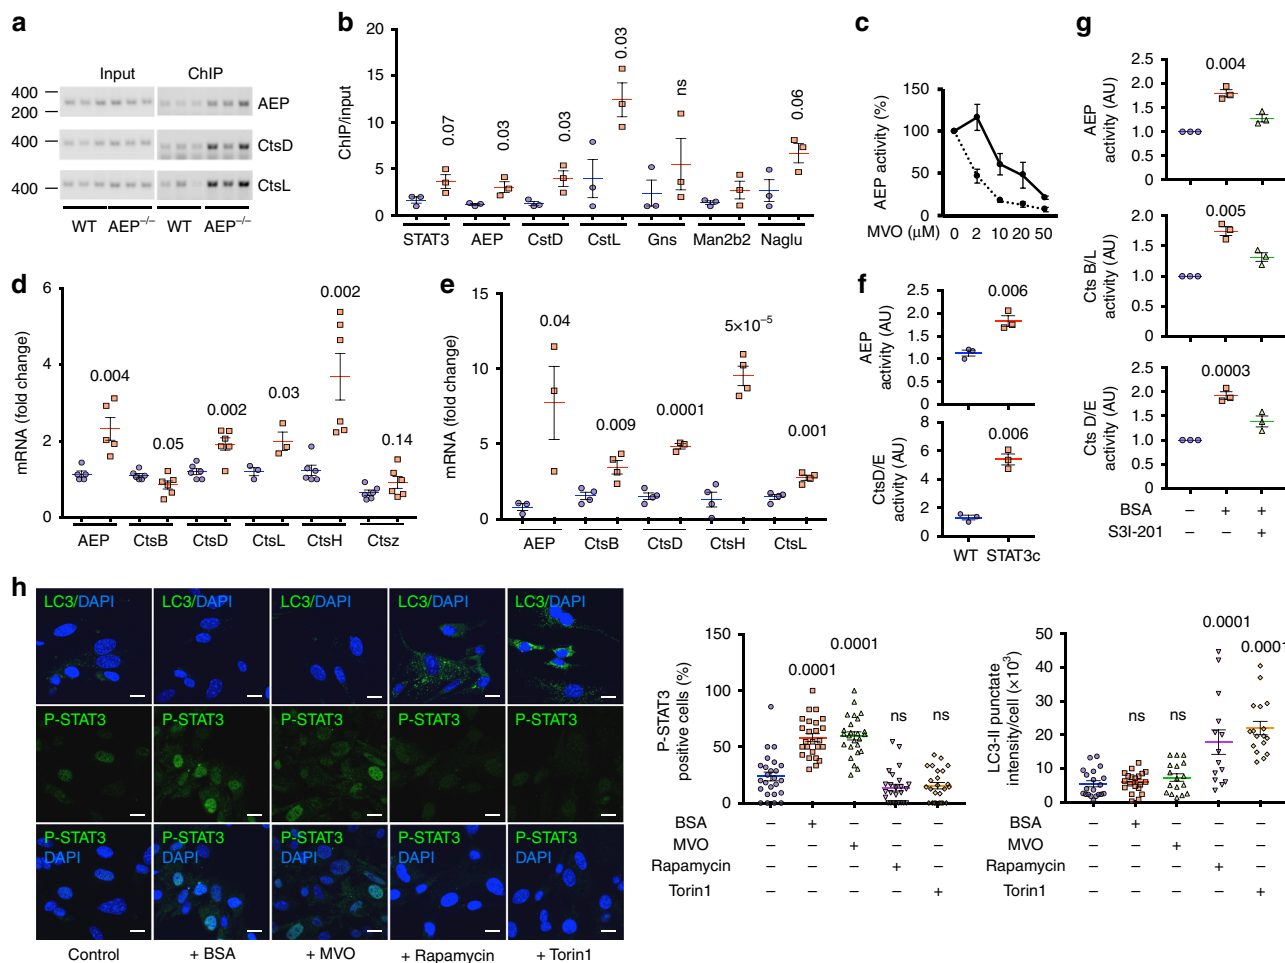 a
Input
ChIP
400
200
AEP
400
CtsD
400
CtsL
WT
AEP−/−
WT
AEP−/−
b
ChIP/input
20
15
10
5
0
0.07
0.03
0.03
0.03
ns
0.06
STAT3
AEP
CstD
CstL
Gns
Man2b2
Naglu
c
AEP activity (%)
150
100
50
0
MVO (μM)
0
2
10
20
50
d
mRNA (fold change)
6
4
2
0
0.004
0.05
0.002
0.03
0.002
0.14
AEP
CtsB
CtsD
CtsL
CtsH
Ctsz
e
mRNA (fold change)
15
10
5
0
0.04
0.009
0.0001
5×10−5
0.001
AEP
CtsB
CtsD
CtsH
CtsL
f
AEP
activity (AU)
2.5
2.0
1.5
1.0
0.5
0
0.006
CtsD/E
activity (AU)
8
6
4
2
0
0.006
WT
STAT3c
g
AEP
activity (AU)
2.5
2.0
1.5
1.0
0.5
0
0.004
Cts B/L
activity (AU)
2.5
2.0
1.5
1.0
0.5
0
0.005
Cts D/E
activity (AU)
2.5
2.0
1.5
1.0
0.5
0
0.0003
BSA − + +
S3I-201 − − +
h
LC3/DAPI
LC3/DAPI
LC3/DAPI
LC3/DAPI
LC3/DAPI
P-STAT3
P-STAT3
P-STAT3
P-STAT3
P-STAT3
P-STAT3
DAPI
P-STAT3
DAPI
P-STAT3
DAPI
P-STAT3
DAPI
P-STAT3
DAPI
Control
+ BSA
+ MVO
+ Rapamycin
+ Torin1
P-STAT3
positive cells (%)
150
100
50
0
0.0001
0.0001
ns
ns
BSA − + − − −
MVO − − + − −
Rapamycin − − − + −
Torin1 − − − − +
LC3-II punctate
intensity/cell (×10³)
50
40
30
20
10
0
ns
ns
0.0001
0.0001
BSA − + − − −
MVO − − + − −
Rapamycin − − − + −
Torin1 − − − − +